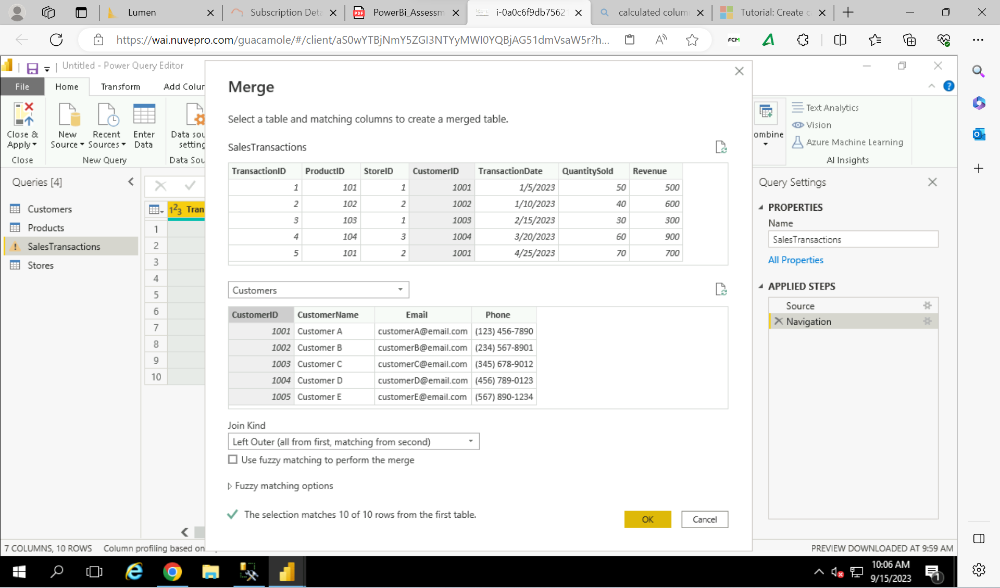 Lumen
Subscription Deta
PowerBi_Assessm
i-0a0c6f9db7562
calculated colum
Tutorial: Create c
https://wai.nuvepro.com/guacamole/#/client/aS0wYTBjNmY5ZGI3NTYyMWI0YQBjAG51dmVsaW5r?h...
FCM
Untitled - Power Query Editor
File
Home
Transform
Add Colur
Close &
Apply
New
Source
Recent
Sources
Enter
Data
Data sou
setting
ombine
Text Analytics
Vision
Azure Machine Learning
Close
New Query
Data Sou
AI Insights
Queries [4]
Customers
Products
SalesTransactions
Stores
1²3 Tran
1
2
3
4
5
6
7
8
9
10
Merge
Select a table and matching columns to create a merged table.
SalesTransactions
TransactionID ProductID StoreID CustomerID TransactionDate QuantitySold Revenue
1 101 1 1001 1/5/2023 50 500
2 102 2 1002 1/10/2023 40 600
3 103 1 1003 2/15/2023 30 300
4 104 3 1004 3/20/2023 60 900
5 101 2 1001 4/25/2023 70 700
Customers
CustomerID CustomerName Email Phone
1001 Customer A customerA@email.com (123) 456-7890
1002 Customer B customerB@email.com (234) 567-8901
1003 Customer C customerC@email.com (345) 678-9012
1004 Customer D customerD@email.com (456) 789-0123
1005 Customer E customerE@email.com (567) 890-1234
Join Kind
Left Outer (all from first, matching from second)
Use fuzzy matching to perform the merge
Fuzzy matching options
The selection matches 10 of 10 rows from the first table.
OK
Cancel
Query Settings
PROPERTIES
Name
SalesTransactions
All Properties
APPLIED STEPS
Source
Navigation
7 COLUMNS, 10 ROWS
Column profiling based on
PREVIEW DOWNLOADED AT 9:59 AM
10:06 AM
9/15/2023
1